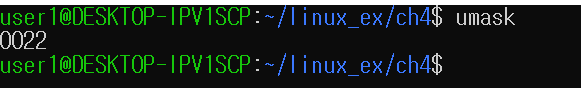 user1@DESKTOP-IPV1SCP:~/linux_ex/ch4$ umask
0022
user1@DESKTOP-IPV1SCP:~/linux_ex/ch4$